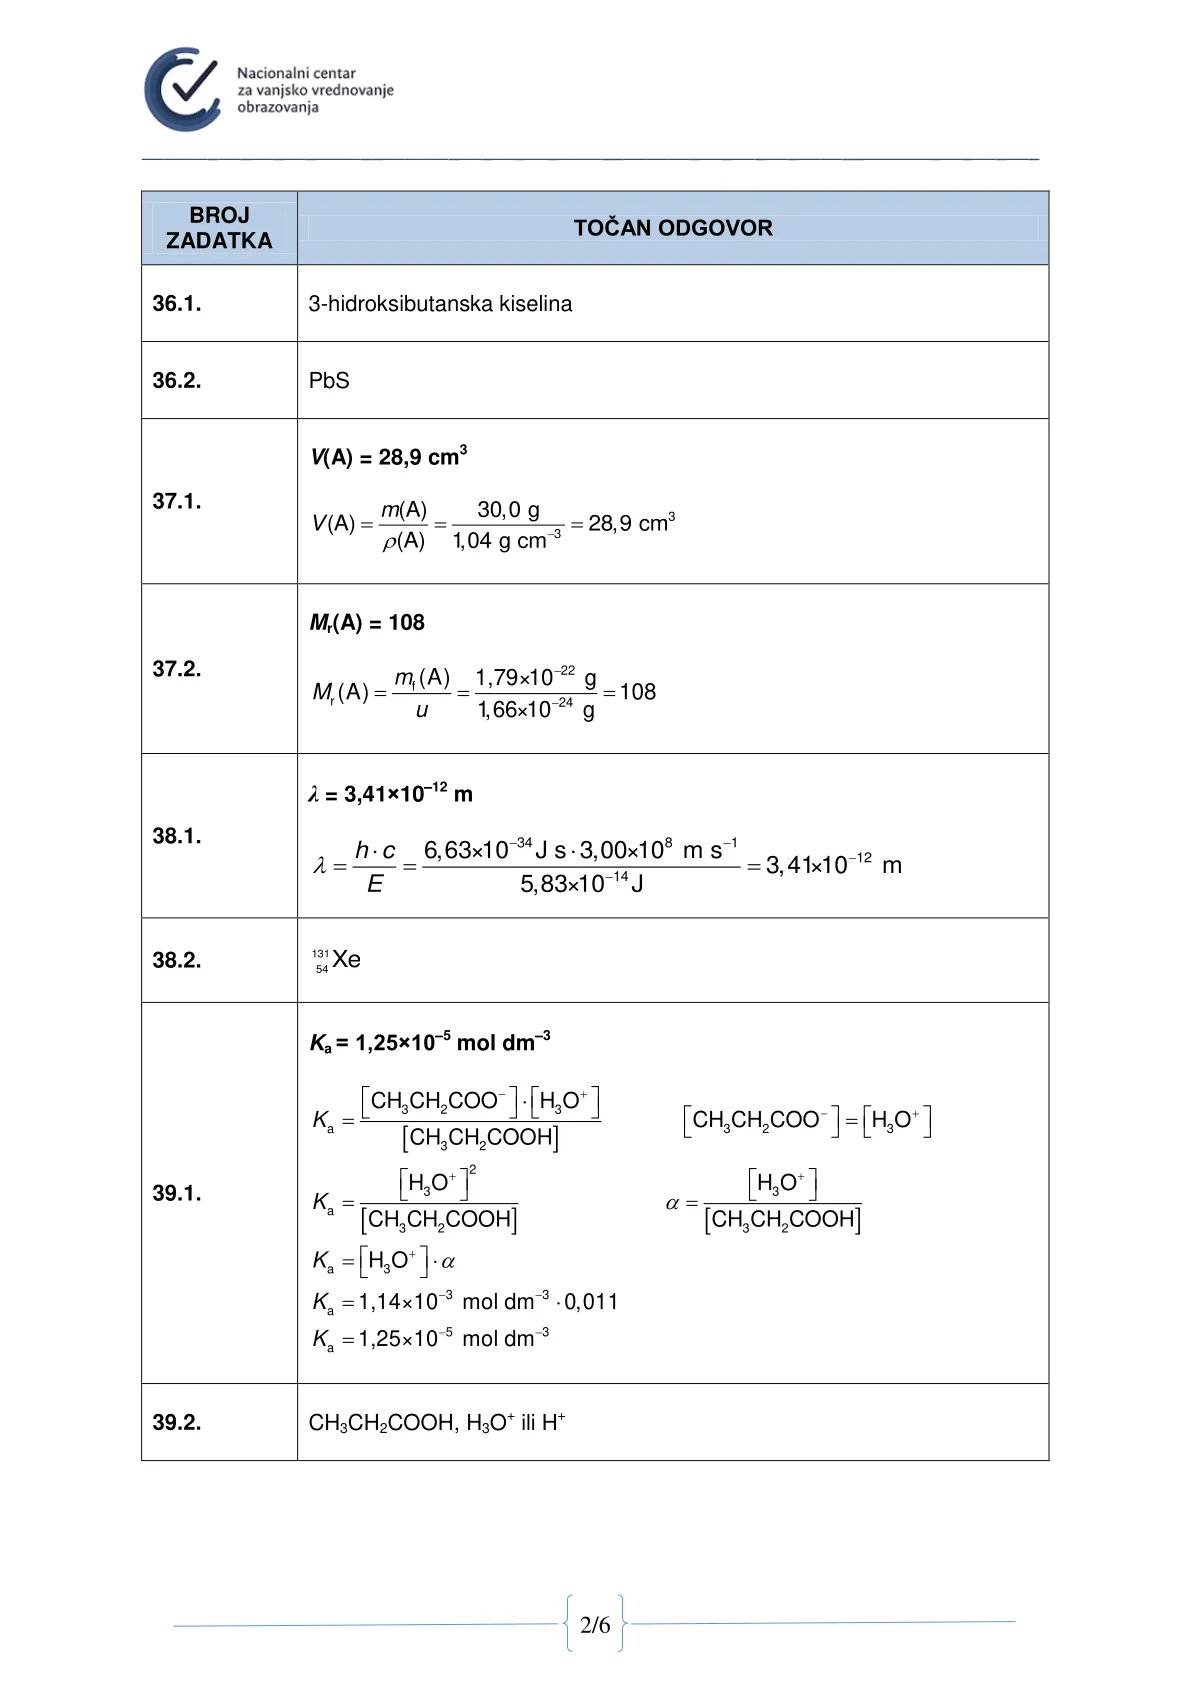 Nacionalni centar
za vanjsko vrednovanje
obrazovanja
BROJ ZADATKA
TOČAN ODGOVOR
36.1.
3-hidroksibutanska kiselina
36.2.
PbS
37.1.
V(A) = 28,9 cm³
V(A) = m(A) / ρ(A) = 30,0 g / 1,04 g cm⁻³ = 28,9 cm³
37.2.
Mᵣ(A) = 108
Mᵣ(A) = m_f(A) / u = 1,79×10⁻²² g / 1,66×10⁻²⁴ g = 108
38.1.
λ = 3,41×10⁻¹² m
λ = h · c / E = 6,63×10⁻³⁴ J s · 3,00×10⁸ m s⁻¹ / 5,83×10⁻¹⁴ J = 3,41×10⁻¹² m
38.2.
¹³¹₅₄Xe
39.1.
Kₐ = 1,25×10⁻⁵ mol dm⁻³
Kₐ = [CH₃CH₂COO⁻] · [H₃O⁺] / [CH₃CH₂COOH] [CH₃CH₂COO⁻] = [H₃O⁺]
Kₐ = [H₃O⁺]² / [CH₃CH₂COOH] α = [H₃O⁺] / [CH₃CH₂COOH]
Kₐ = [H₃O⁺] · α
Kₐ = 1,14×10⁻³ mol dm⁻³ · 0,011
Kₐ = 1,25×10⁻⁵ mol dm⁻³
39.2.
CH₃CH₂COOH, H₃O⁺ ili H⁺
2/6